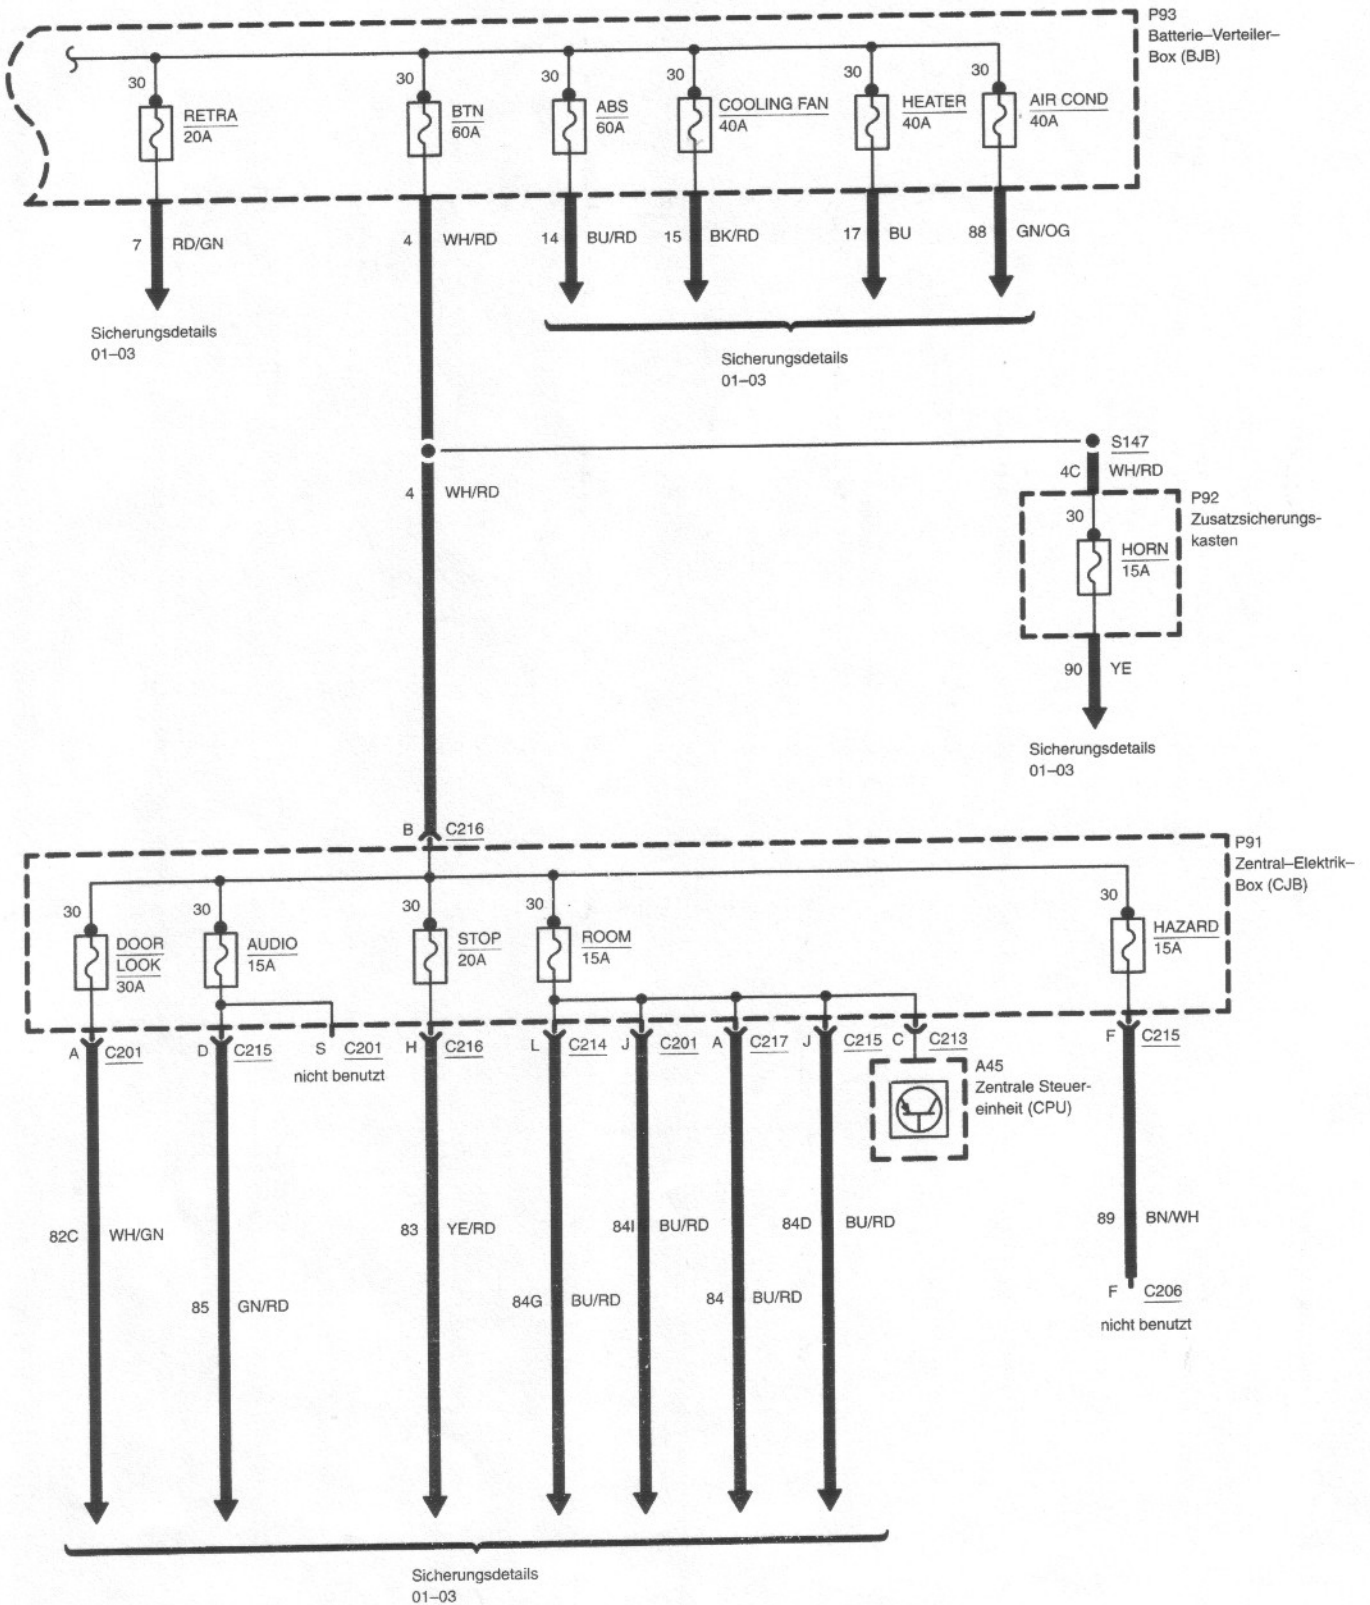 P93
Batterie–Verteiler–
Box (BJB)
30
RETRA
20A
30
BTN
60A
30
ABS
60A
30
COOLING FAN
40A
30
HEATER
40A
30
AIR COND
40A
7 RD/GN
4 WH/RD
14 BU/RD
15 BK/RD
17 BU
88 GN/OG
Sicherungsdetails
01–03
Sicherungsdetails
01–03
S147
4C WH/RD
4 WH/RD
P92
Zusatzsicherungs-
kasten
30
HORN
15A
90 YE
Sicherungsdetails
01–03
B C216
P91
Zentral–Elektrik–
Box (CJB)
30
DOOR
LOOK
30A
30
AUDIO
15A
30
STOP
20A
30
ROOM
15A
30
HAZARD
15A
A C201
D C215
S C201
nicht benutzt
H C216
L C214
J C201
A C217
J C215
C C213
F C215
A45
Zentrale Steuer-
einheit (CPU)
82C WH/GN
85 GN/RD
83 YE/RD
84G BU/RD
84I BU/RD
84 BU/RD
84D BU/RD
89 BN/WH
F C206
nicht benutzt
Sicherungsdetails
01–03